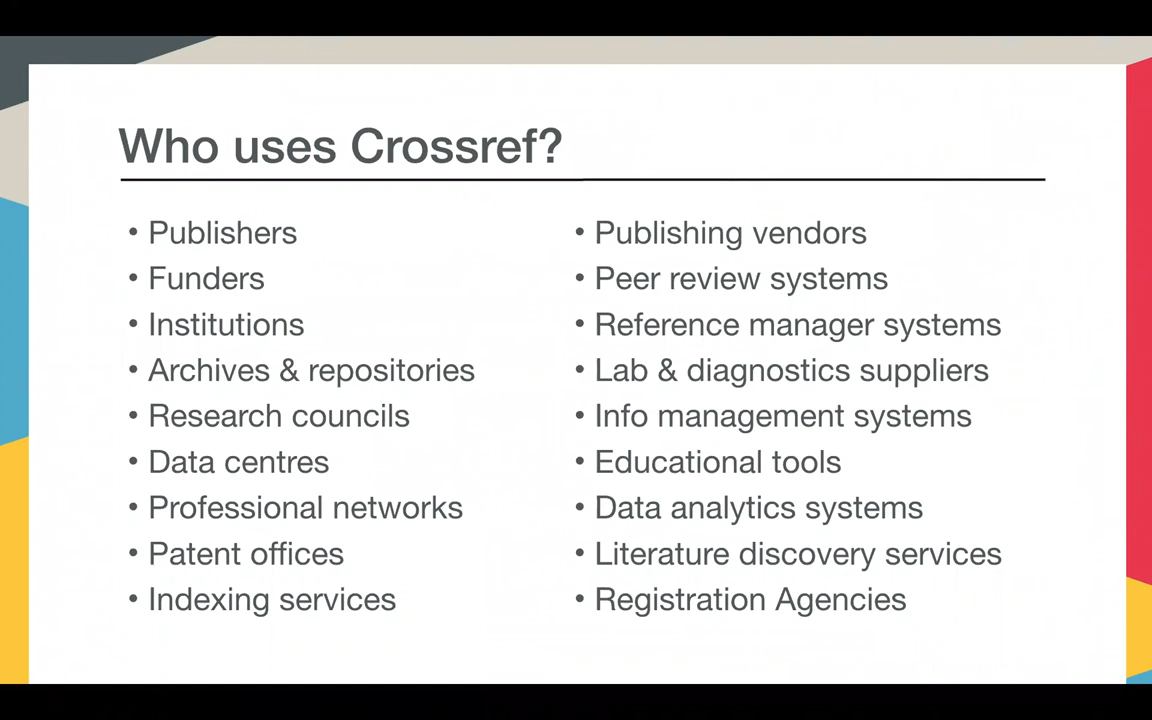 Who uses Crossref?
• Publishers
• Funders
• Institutions
• Archives & repositories
• Research councils
• Data centres
• Professional networks
• Patent offices
• Indexing services
• Publishing vendors
• Peer review systems
• Reference manager systems
• Lab & diagnostics suppliers
• Info management systems
• Educational tools
• Data analytics systems
• Literature discovery services
• Registration Agencies